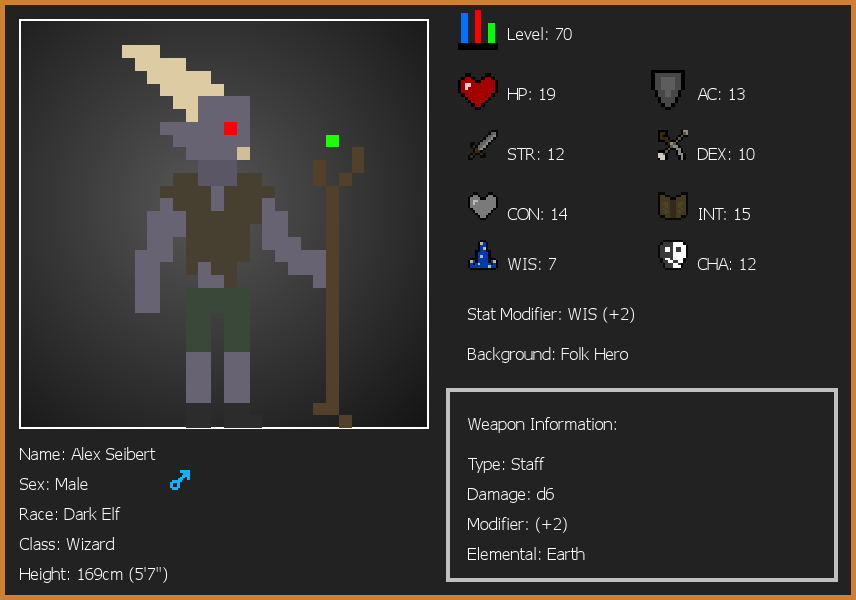 Level: 70
HP: 19
AC: 13
STR: 12
DEX: 10
CON: 14
INT: 15
WIS: 7
CHA: 12
Stat Modifier: WIS (+2)
Background: Folk Hero
Weapon Information:
Type: Staff
Damage: d6
Modifier: (+2)
Elemental: Earth
Name: Alex Seibert
Sex: Male
Race: Dark Elf
Class: Wizard
Height: 169cm (5'7")